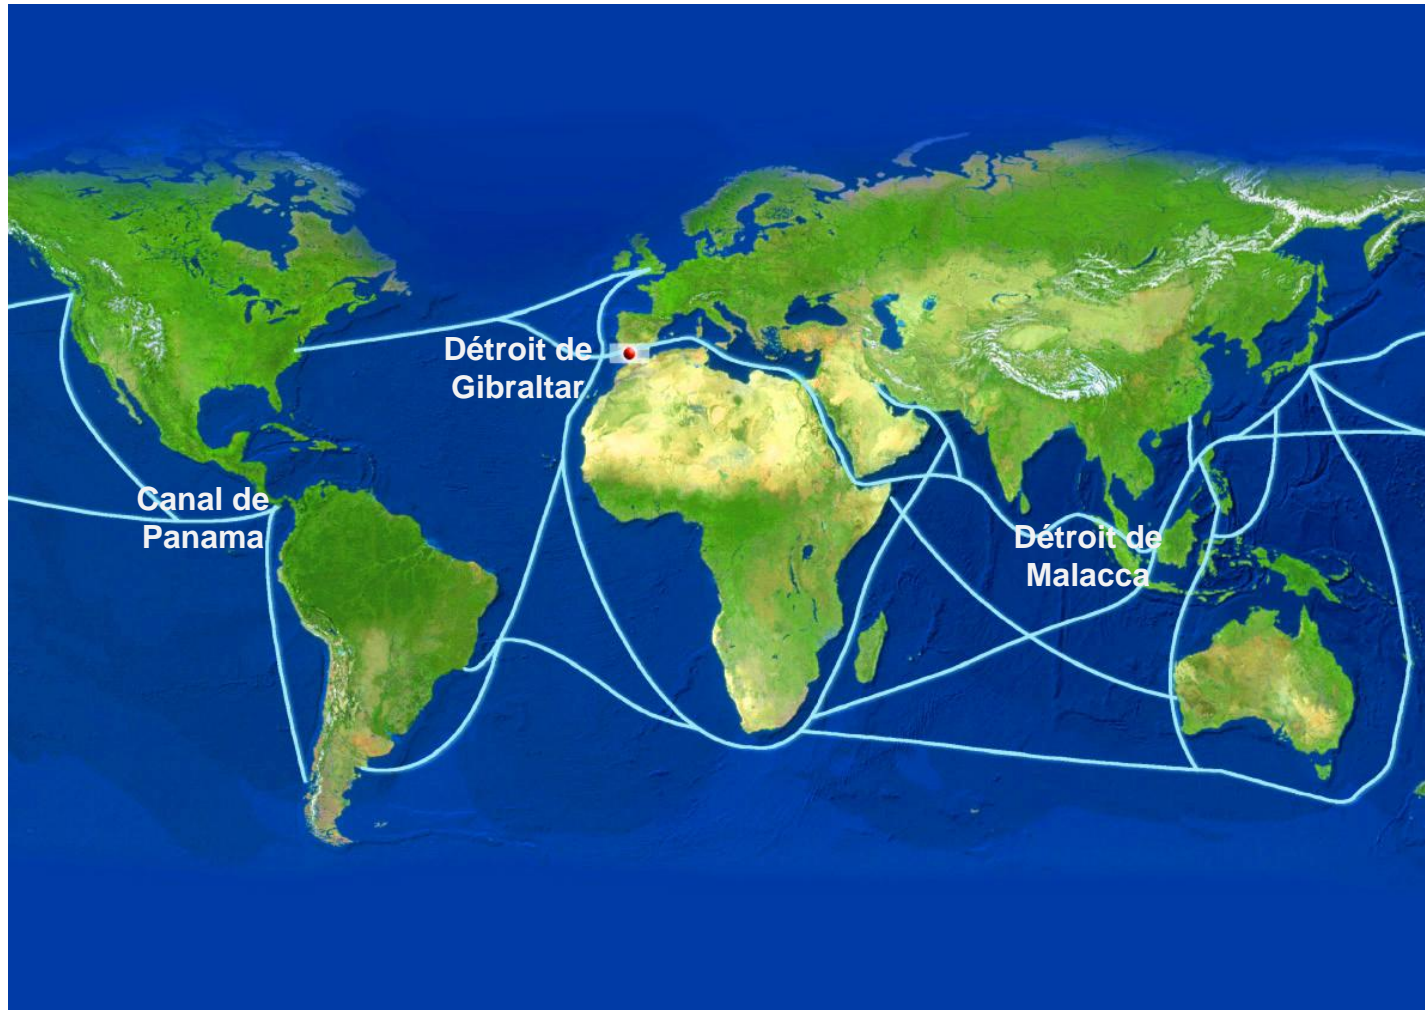 Détroit de
Gibraltar
Canal de
Panama
Détroit de
Malacca